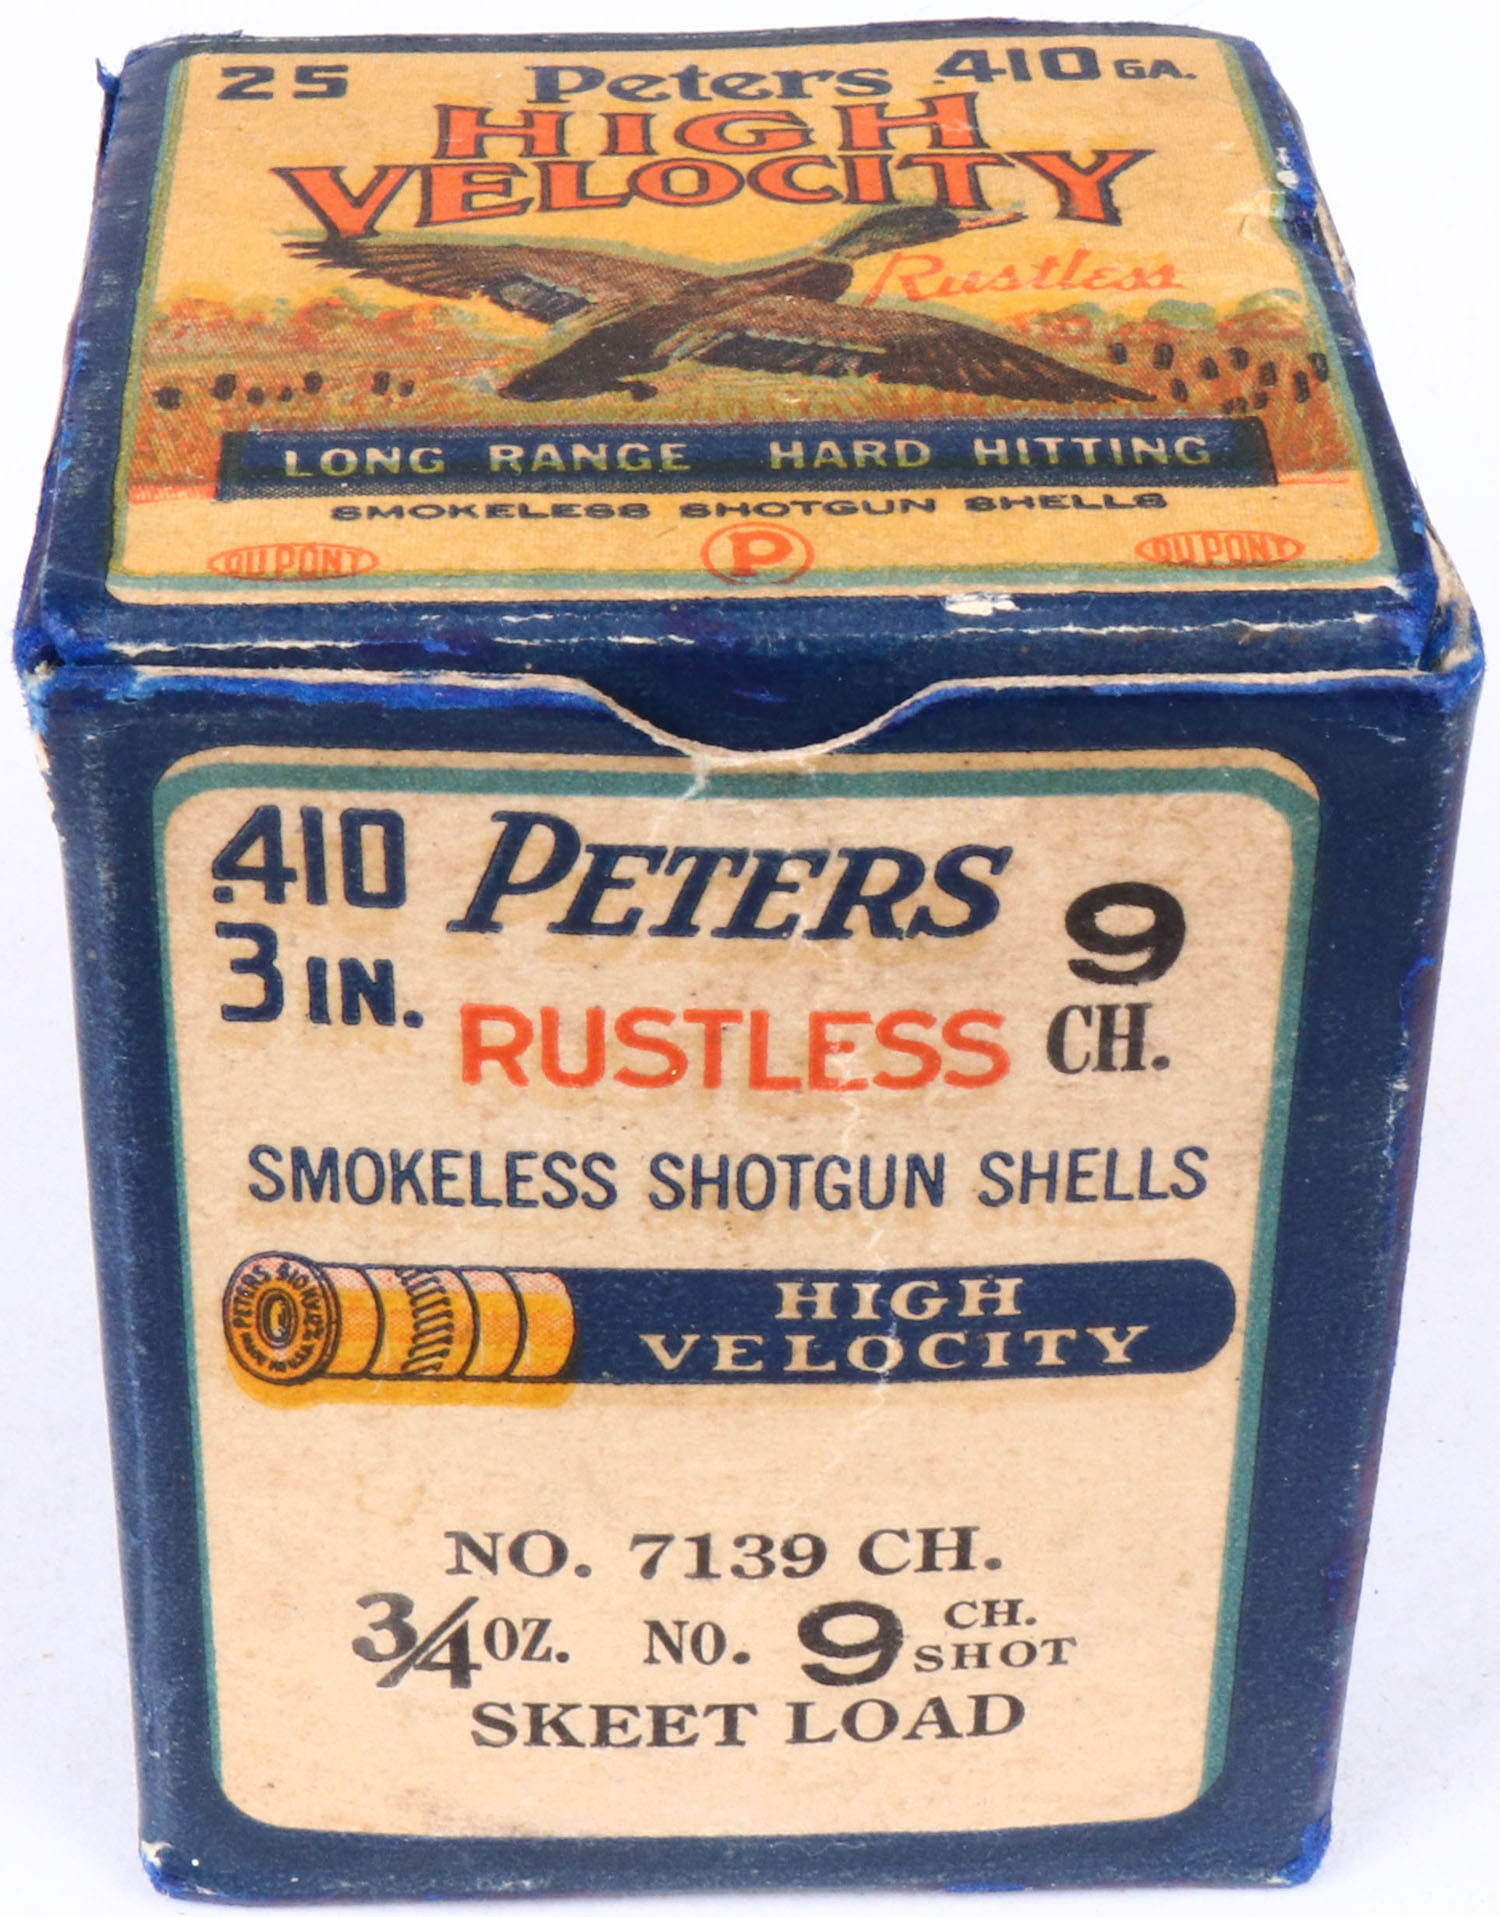 25 Peters .410 GA.
HIGH
VELOCITY
Rustless
LONG RANGE HARD HITTING
SMOKELESS SHOTGUN SHELLS
DU PONT P DU PONT
.410 PETERS 9
3 IN. RUSTLESS CH.
SMOKELESS SHOTGUN SHELLS
PETERS 410
HIGH
VELOCITY
NO. 7139 CH.
3/4 OZ. NO. 9 CH. SHOT
SKEET LOAD